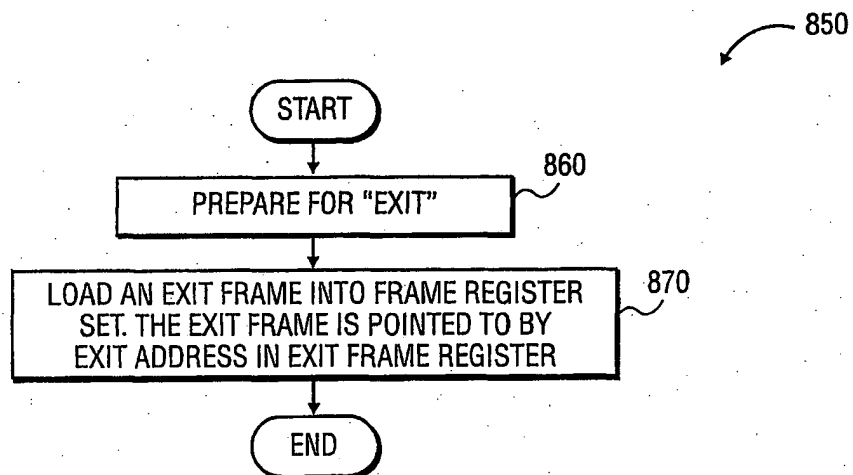 850
START
860
PREPARE FOR "EXIT"
870
LOAD AN EXIT FRAME INTO FRAME REGISTER
SET. THE EXIT FRAME IS POINTED TO BY
EXIT ADDRESS IN EXIT FRAME REGISTER
END